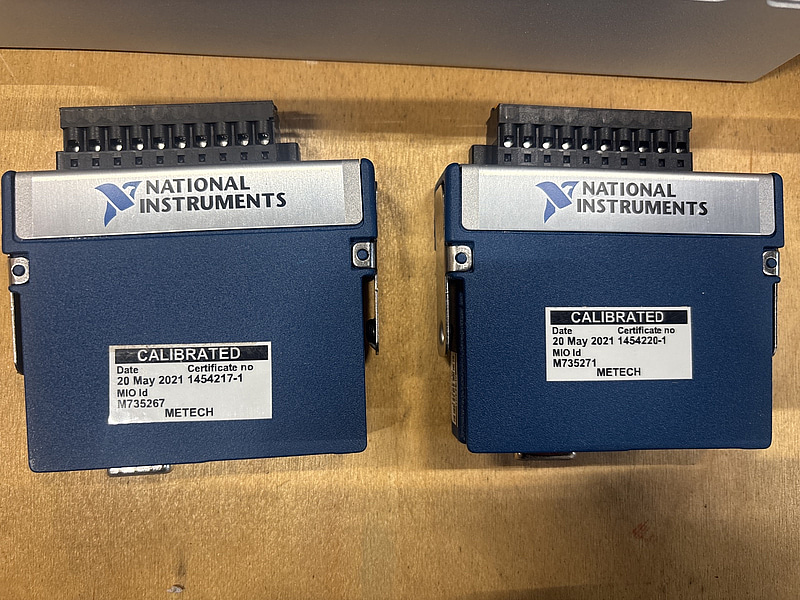 NATIONAL
INSTRUMENTS
CALIBRATED
Date Certificate no
20 May 2021 1454217-1
MIO Id
M735267
METECH
NATIONAL
INSTRUMENTS
CALIBRATED
Date Certificate no
20 May 2021 1454220-1
MIO Id
M735271
METECH